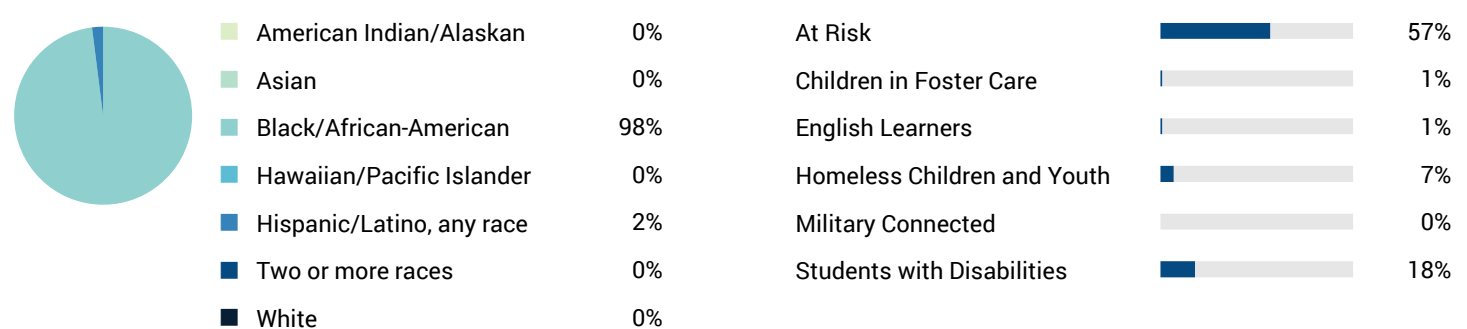 American Indian/Alaskan 0%
Asian 0%
Black/African-American 98%
Hawaiian/Pacific Islander 0%
Hispanic/Latino, any race 2%
Two or more races 0%
White 0%
At Risk 57%
Children in Foster Care 1%
English Learners 1%
Homeless Children and Youth 7%
Military Connected 0%
Students with Disabilities 18%